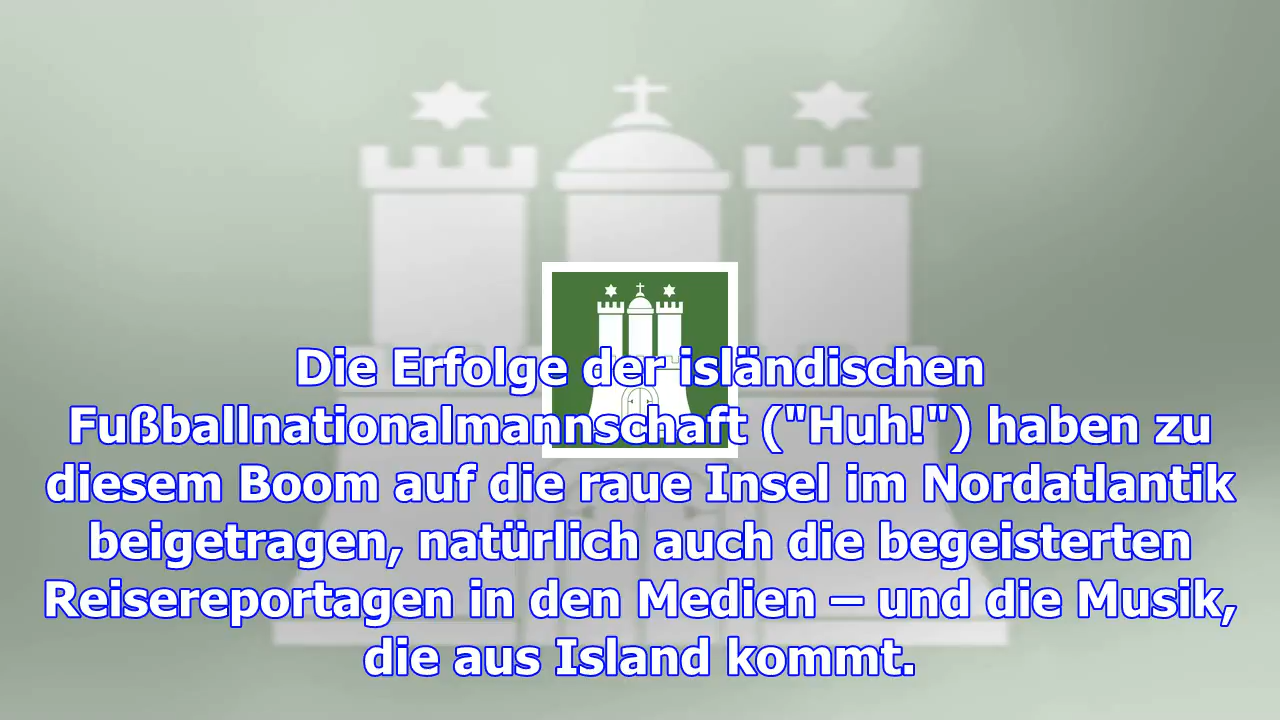 Die Erfolge der isländischen
Fußballnationalmannschaft ("Huh!") haben zu
diesem Boom auf die raue Insel im Nordatlantik
beigetragen, natürlich auch die begeisterten
Reisereportagen in den Medien – und die Musik,
die aus Island kommt.